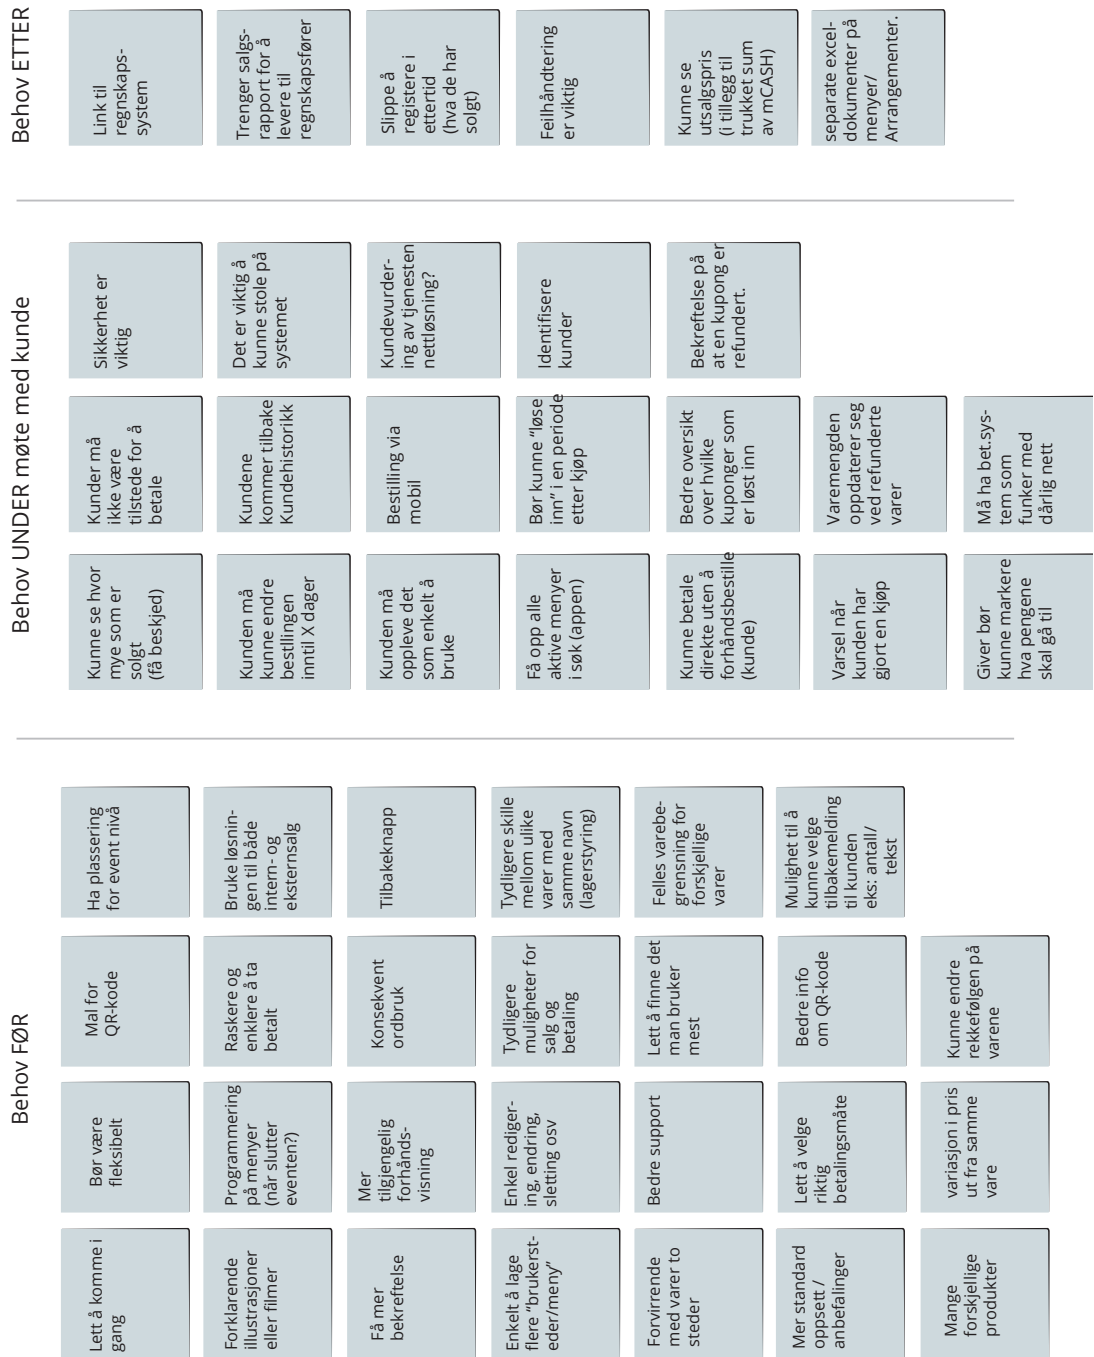 Behov FØR
Lett å komme i
gang
Bør være
fleksibelt
Mal for
QR-kode
Ha plassering
for event nivå
Forklarende
illustrasjoner
eller filmer
Programmering
på menyer
(når slutter
eventen?)
Raskere og
enklere å ta
betalt
Bruke løsnin-
gen til både
intern- og
eksternsalg
Få mer
bekreftelse
Mer
tilgjengelig
forhånds-
visning
Konsekvent
ordbruk
Tilbakeknapp
Enkelt å lage
flere “brukerst-
eder/meny”
Enkel rediger-
ing, endring,
sletting osv
Tydligere
muligheter for
salg og
betaling
Tydligere skille
mellom ulike
varer med
samme navn
(lagerstyring)
Forvirrende
med varer to
steder
Bedre support
Lett å finne det
man bruker
mest
Felles varebe-
grensning for
forskjellige
varer
Mer standard
oppsett /
anbefalinger
Lett å velge
riktig
betalingsmåte
Bedre info
om QR-kode
Mulighet til å
kunne velge
tilbakemelding
til kunden
eks: antall/
tekst
Mange
forskjellige
produkter
variasjon i pris
ut fra samme
vare
Kunne endre
rekkefølgen på
varene
Behov UNDER møte med kunde
Kunne se hvor
mye som er
solgt
(få beskjed)
Kunder må
ikke være
tilstede for å
betale
Sikkerhet er
viktig
Kunden må
kunne endre
bestillingen
inntil X dager
Kundene
kommer tilbake
Kundehistorikk
Det er viktig å
kunne stole på
systemet
Kunden må
oppleve det
som enkelt å
bruke
Bestilling via
mobil
Kundevurder-
ing av tjenesten
nettløsning?
Få opp alle
aktive menyer
i søk (appen)
Bør kunne “løse
inn” i en periode
etter kjøp
Identifisere
kunder
Kunne betale
direkte uten å
forhåndsbestille
(kunde)
Bedre oversikt
over hvilke
kuponger som
er løst inn
Bekreftelse på
at en kupong er
refundert.
Varsel når
kunden har
gjort en kjøp
Varemengden
oppdaterer seg
ved refunderte
varer
Giver bør
kunne markere
hva pengene
skal gå til
Må ha bet.sys-
tem som
funker med
dårlig nett
Behov ETTER
Link til
regnskaps-
system
Trenger salgs-
rapport for å
levere til
regnskapsfører
Slippe å
registere i
ettertid
(hva de har
solgt)
Feilhåndtering
er viktig
Kunne se
utsalgspris
(i tillegg til
trukket sum
av mCASH)
separate excel-
dokumenter på
menyer/
Arrangementer.